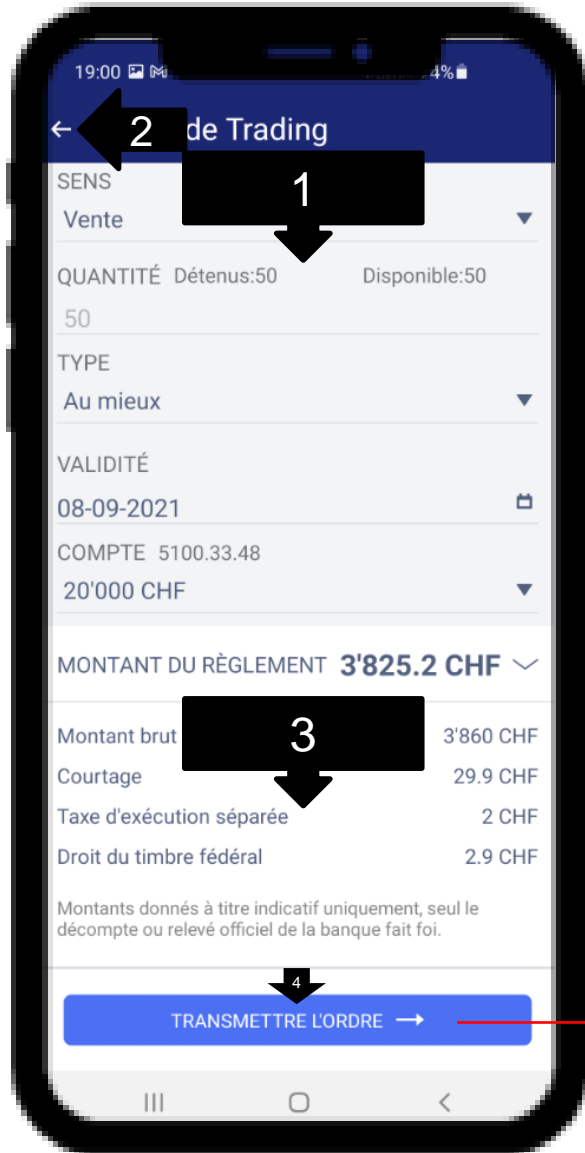 19:00 4%
2 de Trading
SENS
1
Vente
QUANTITÉ Détenus:50 Disponible:50
50
TYPE
Au mieux
VALIDITÉ
08-09-2021
COMPTE 5100.33.48
20'000 CHF
MONTANT DU RÈGLEMENT 3'825.2 CHF
3
Montant brut 3'860 CHF
Courtage 29.9 CHF
Taxe d'exécution séparée 2 CHF
Droit du timbre fédéral 2.9 CHF
Montants donnés à titre indicatif uniquement, seul le
décompte ou relevé officiel de la banque fait foi.
4
TRANSMETTRE L'ORDRE →